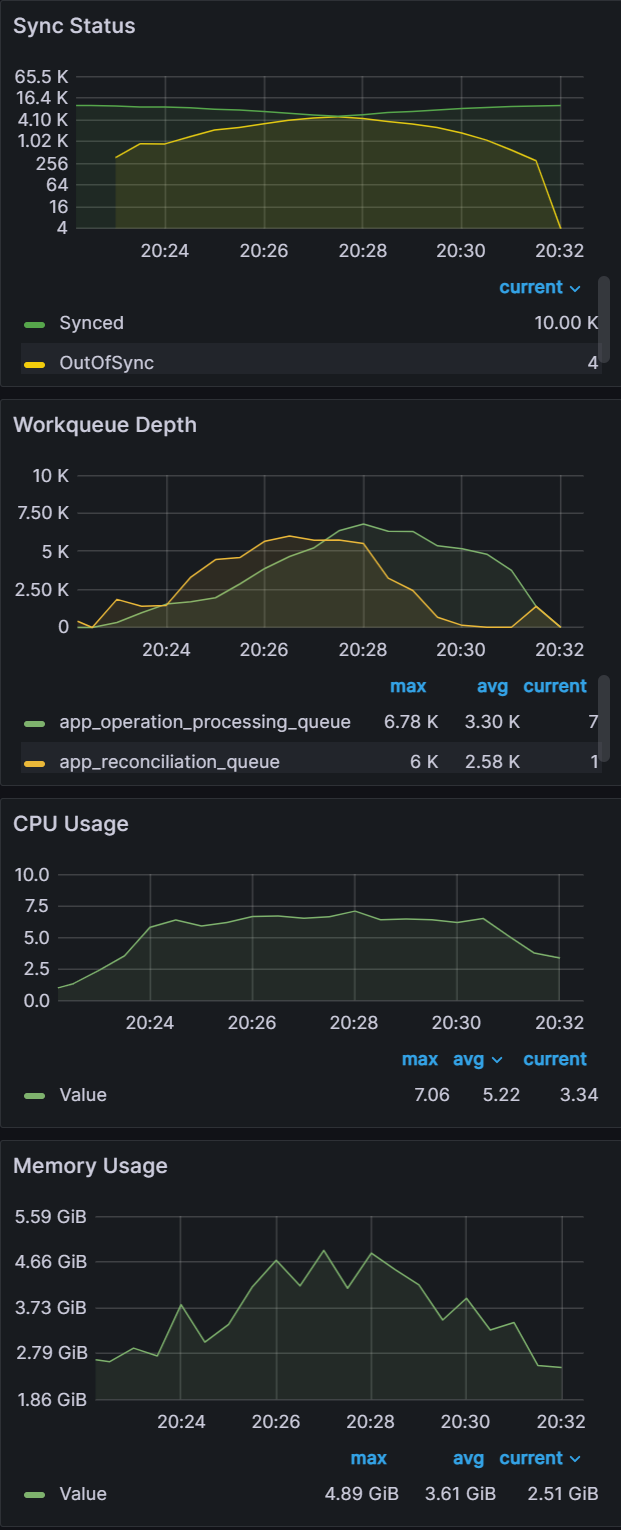 Sync Status
65.5 K
16.4 K
4.10 K
1.02 K
256
64
16
4
20:24 20:26 20:28 20:30 20:32
current
Synced 10.00 K
OutOfSync 4
Workqueue Depth
10 K
7.50 K
5 K
2.50 K
0
20:24 20:26 20:28 20:30 20:32
max avg current
app_operation_processing_queue 6.78 K 3.30 K 7
app_reconciliation_queue 6 K 2.58 K 1
CPU Usage
10.0
7.5
5.0
2.5
0.0
20:24 20:26 20:28 20:30 20:32
max avg current
Value 7.06 5.22 3.34
Memory Usage
5.59 GiB
4.66 GiB
3.73 GiB
2.79 GiB
1.86 GiB
20:24 20:26 20:28 20:30 20:32
max avg current
Value 4.89 GiB 3.61 GiB 2.51 GiB